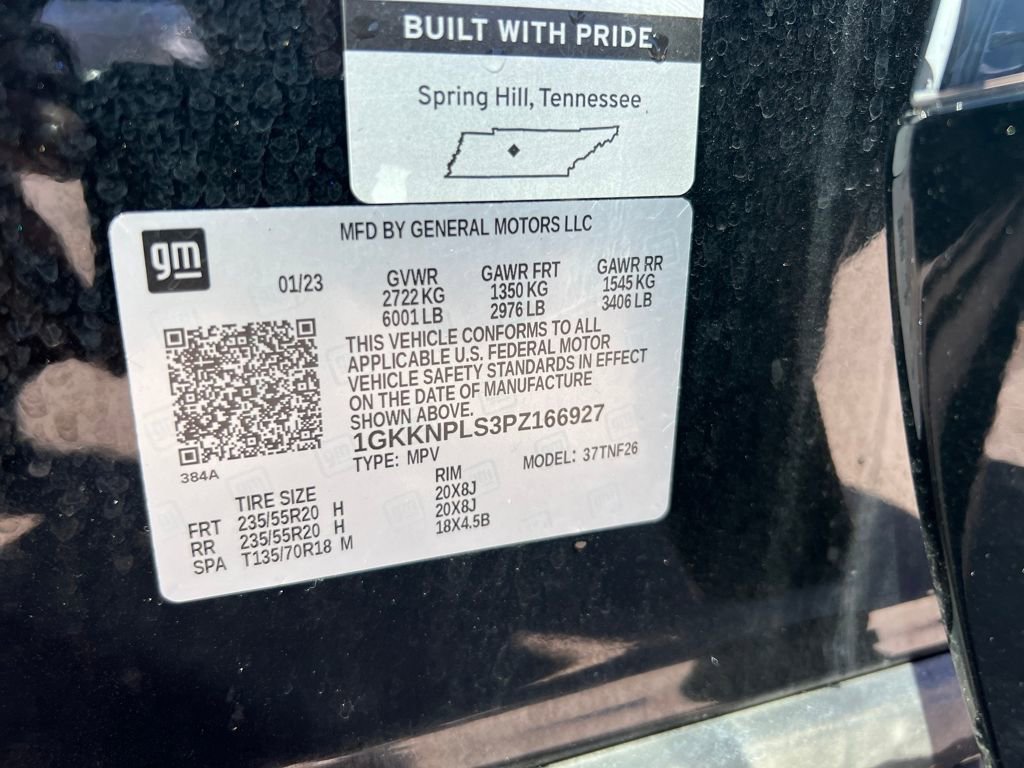 BUILT WITH PRIDE
Spring Hill, Tennessee
gm
MFD BY GENERAL MOTORS LLC
01/23
GVWR
2722 KG
6001 LB
GAWR FRT
1350 KG
2976 LB
GAWR RR
1545 KG
3406 LB
THIS VEHICLE CONFORMS TO ALL
APPLICABLE U.S. FEDERAL MOTOR
VEHICLE SAFETY STANDARDS IN EFFECT
ON THE DATE OF MANUFACTURE
SHOWN ABOVE.
1GKKNPLS3PZ166927
TYPE: MPV
MODEL: 37TNF26
384A
TIRE SIZE RIM
FRT 235/55R20 H 20X8J
RR 235/55R20 H 20X8J
SPA T135/70R18 M 18X4.5B